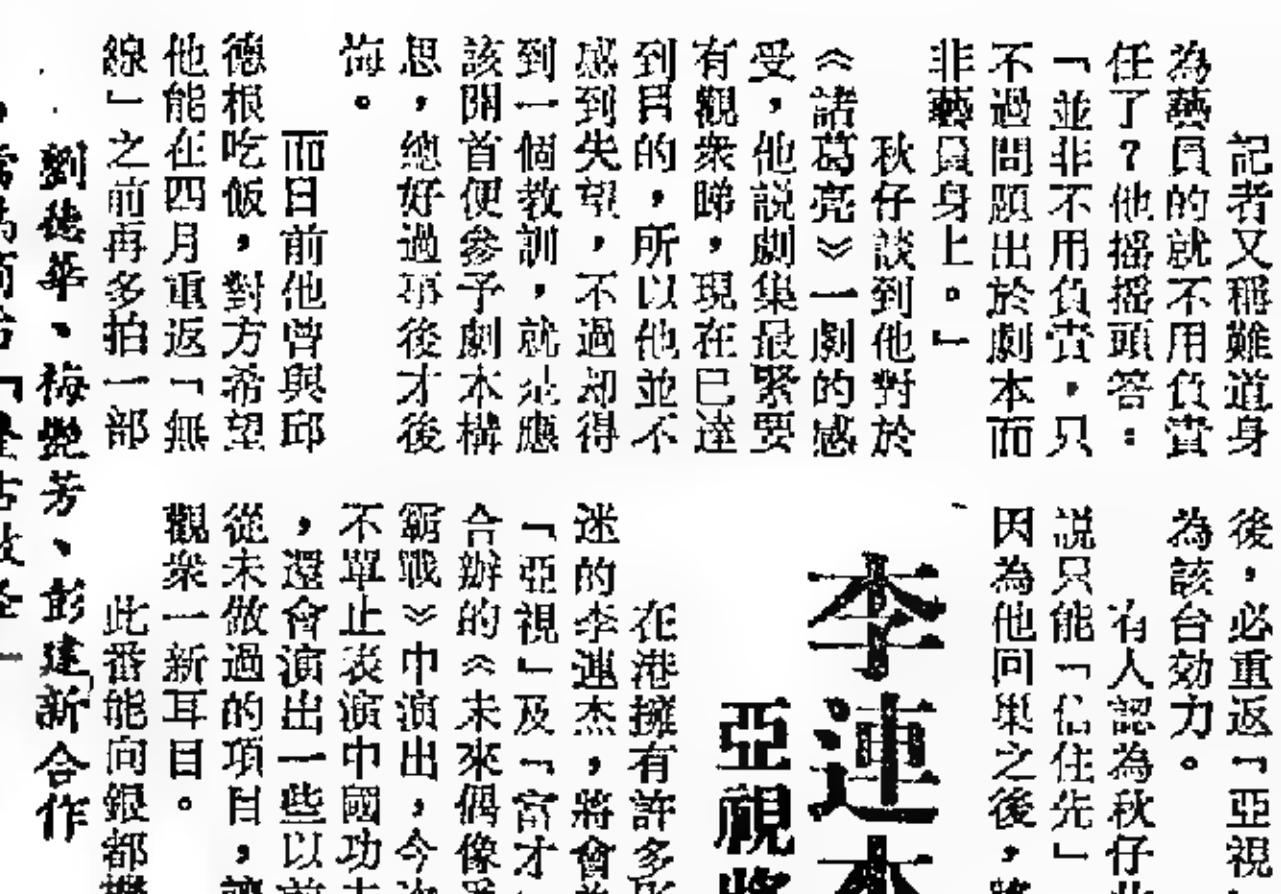 記者又稱難道身
為藝員的就不用負責
任了?他搖搖頭答:
「並非不用負責,只
不過問題出於劇本而
非藝員身上。」
秋仔談到他對於
《諸葛亮》一劇的感
受,他説劇集最緊要
有觀衆睇,現在已達
到目的,所以他並不
感到失望,不過却得
到一個教訓,就是應
該開首便參予劇本構
思,總好過事後才後
悔。
而日前他曾與邱
德根吃飯,對方希望
他能在四月重返「無
線」之前再多拍一部
後,必重返「亞視
為該台効力。
有人認為秋仔
説只能「信住先」
因為他回巢之後,將
李連杰
亞視將
在港擁有許多影
迷的李連杰,將會
「亞視」及「富才
合辦的《未來偶像爭
霸戰》中演出,今次
不單止表演中國功夫
,還會演出一些以前
從未做過的項目,讓
觀衆一新耳目。
此番能向銀都
劉德華、梅艷芳、彭建新合作